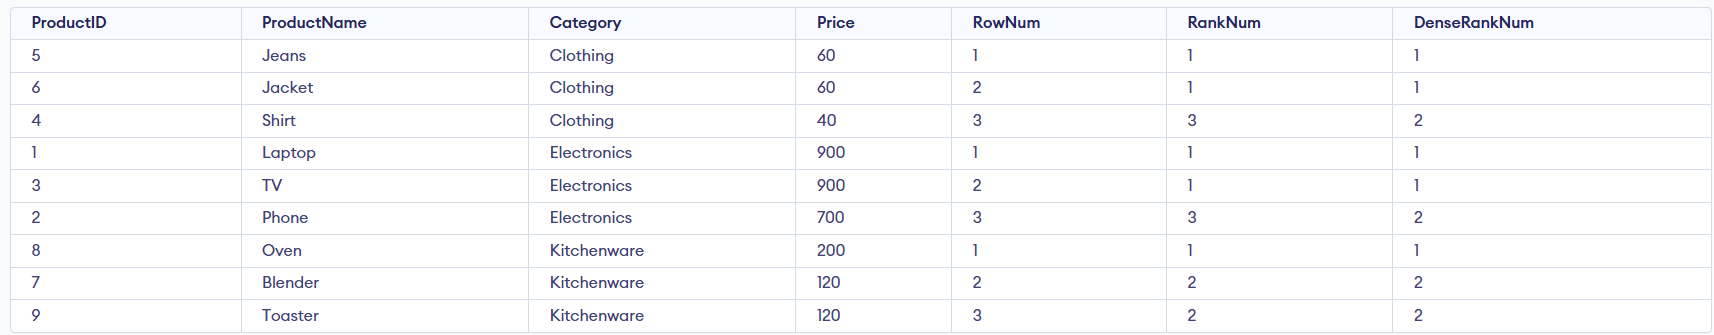 ProductID ProductName Category Price RowNum RankNum DenseRankNum
5 Jeans Clothing 60 1 1 1
6 Jacket Clothing 60 2 1 1
4 Shirt Clothing 40 3 3 2
1 Laptop Electronics 900 1 1 1
3 TV Electronics 900 2 1 1
2 Phone Electronics 700 3 3 2
8 Oven Kitchenware 200 1 1 1
7 Blender Kitchenware 120 2 2 2
9 Toaster Kitchenware 120 3 2 2